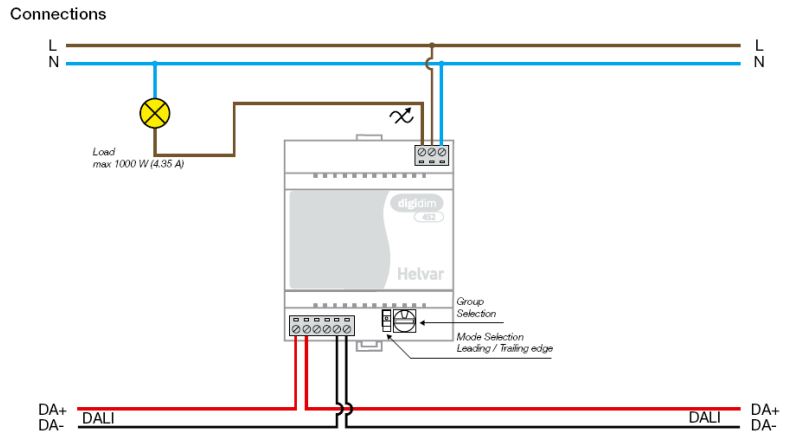 Connections
L L
N N
Load
max 1000 W (4.35 A)
digidim
452
Helvar
Group
Selection
Mode Selection
Leading / Trailing edge
DA+ DA+
DALI DALI
DA- DA-